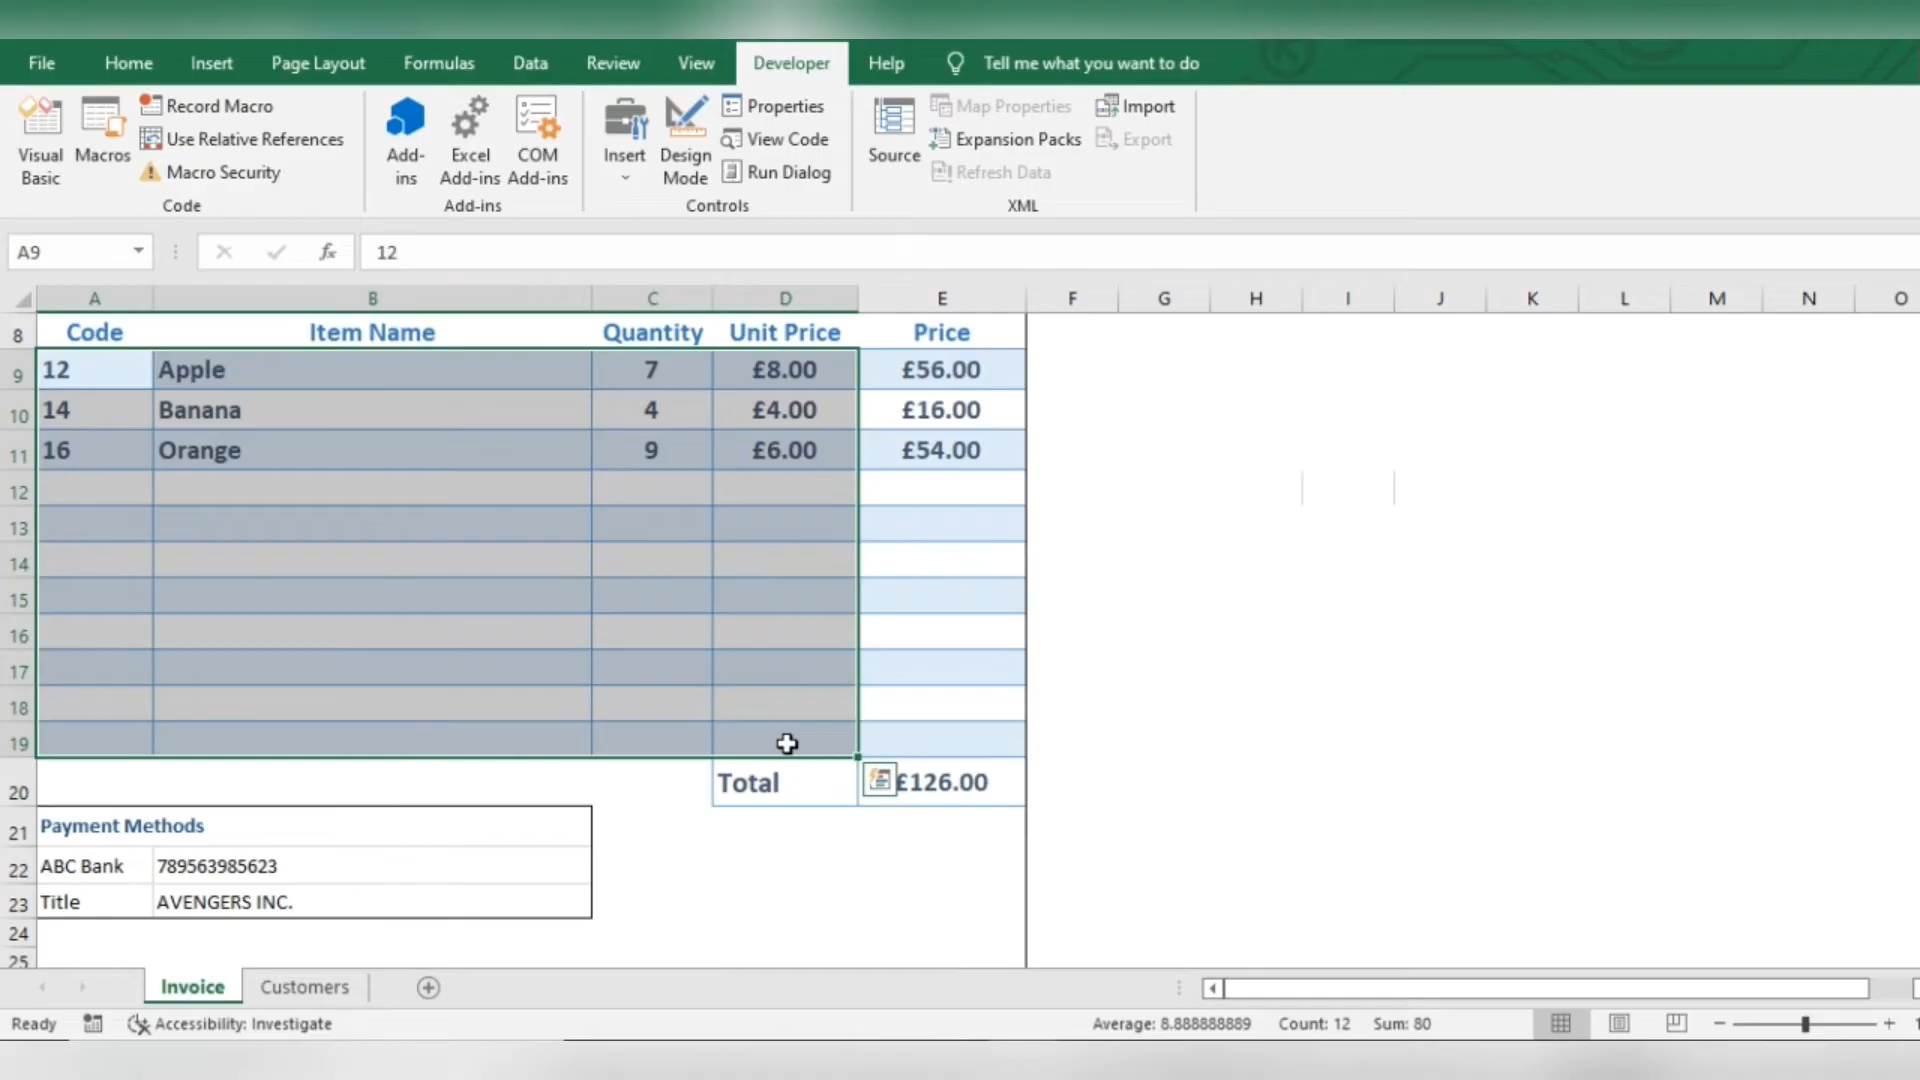 File Home Insert Page Layout Formulas Data Review View Developer Help Tell me what you want to do
Visual Basic
Macros
Record Macro
Use Relative References
Macro Security
Code
Add-ins
Excel Add-ins
COM Add-ins
Add-ins
Insert
Design Mode
Properties
View Code
Run Dialog
Controls
Source
Map Properties
Expansion Packs
Refresh Data
Import
Export
XML
A9 fx 12
A B C D E F G H I J K L M N O
8 Code Item Name Quantity Unit Price Price
9 12 Apple 7 £8.00 £56.00
10 14 Banana 4 £4.00 £16.00
11 16 Orange 9 £6.00 £54.00
12
13
14
15
16
17
18
19
20 Total £126.00
21 Payment Methods
22 ABC Bank 789563985623
23 Title AVENGERS INC.
24
25
Invoice Customers
Ready Accessibility: Investigate Average: 8.888888889 Count: 12 Sum: 80